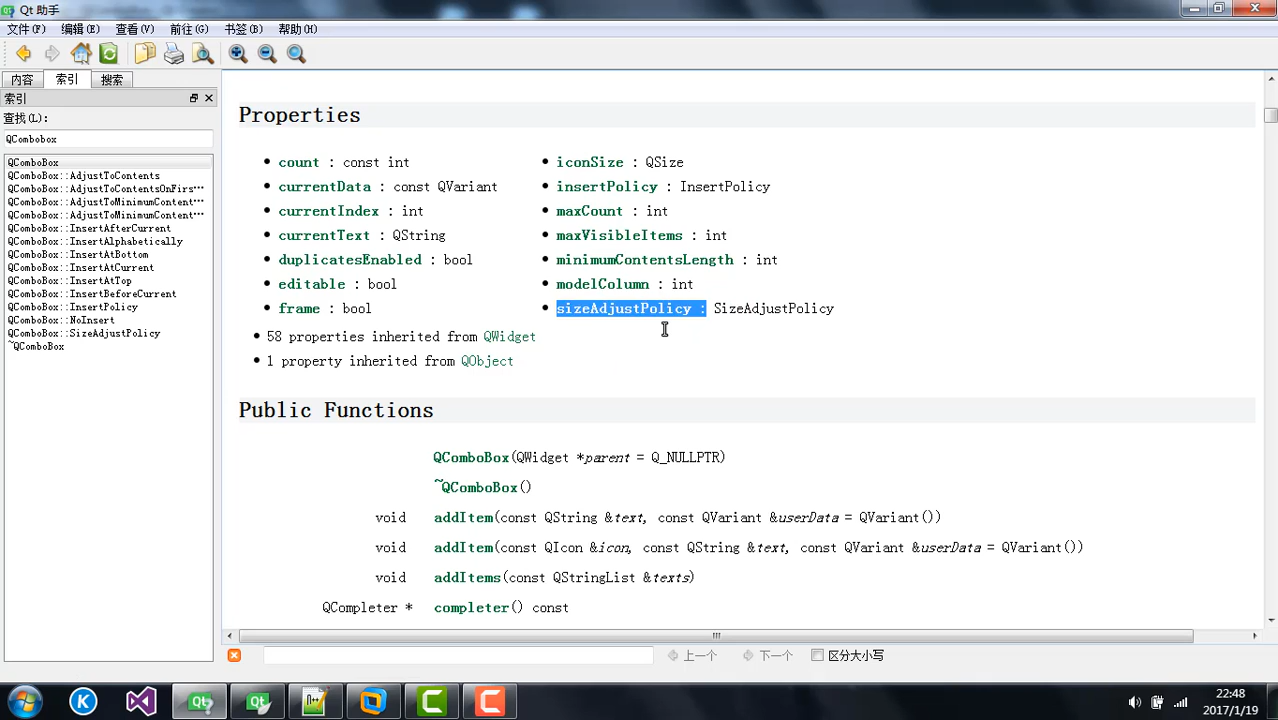 Qt 助手
文件(F) 编辑(E) 查看(V) 前往(G) 书签(B) 帮助(H)
内容 索引 搜索
索引
查找(L):
QCombobox
QComboBox
QComboBox::AdjustToContents
QComboBox::AdjustToContentsOnFirs···
QComboBox::AdjustToMinimumConten···
QComboBox::AdjustToMinimumContent···
QComboBox::InsertAfterCurrent
QComboBox::InsertAlphabetically
QComboBox::InsertAtBottom
QComboBox::InsertAtCurrent
QComboBox::InsertAtTop
QComboBox::InsertBeforeCurrent
QComboBox::InsertPolicy
QComboBox::NoInsert
QComboBox::SizeAdjustPolicy
~QComboBox
Properties
count : const int
currentData : const QVariant
currentIndex : int
currentText : QString
duplicatesEnabled : bool
editable : bool
frame : bool
iconSize : QSize
insertPolicy : InsertPolicy
maxCount : int
maxVisibleItems : int
minimumContentsLength : int
modelColumn : int
sizeAdjustPolicy : SizeAdjustPolicy
58 properties inherited from QWidget
1 property inherited from QObject
Public Functions
QComboBox(QWidget *parent = Q_NULLPTR)
~QComboBox()
void addItem(const QString &text, const QVariant &userData = QVariant())
void addItem(const QIcon &icon, const QString &text, const QVariant &userData = QVariant())
void addItems(const QStringList &texts)
QCompleter * completer() const
上一个 下一个 区分大小写
22:48
2017/1/19